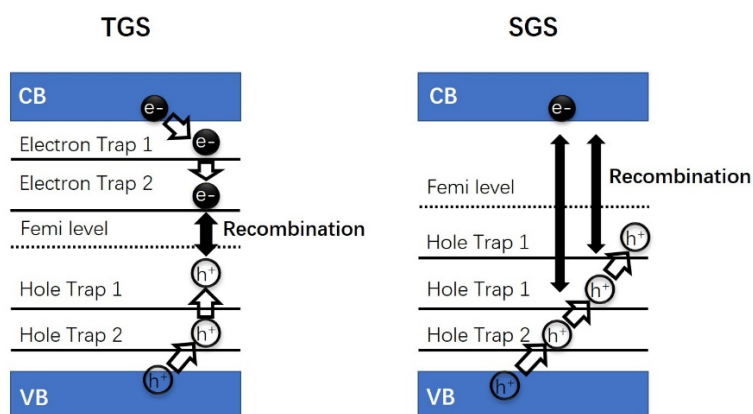 TGS
CB
e-
Electron Trap 1
e-
Electron Trap 2
e-
Femi level
Recombination
h+
Hole Trap 1
Hole Trap 2
h+
h+
VB
SGS
CB
e-
Recombination
Femi level
Hole Trap 1
h+
Hole Trap 1
h+
Hole Trap 2
h+
h+
VB